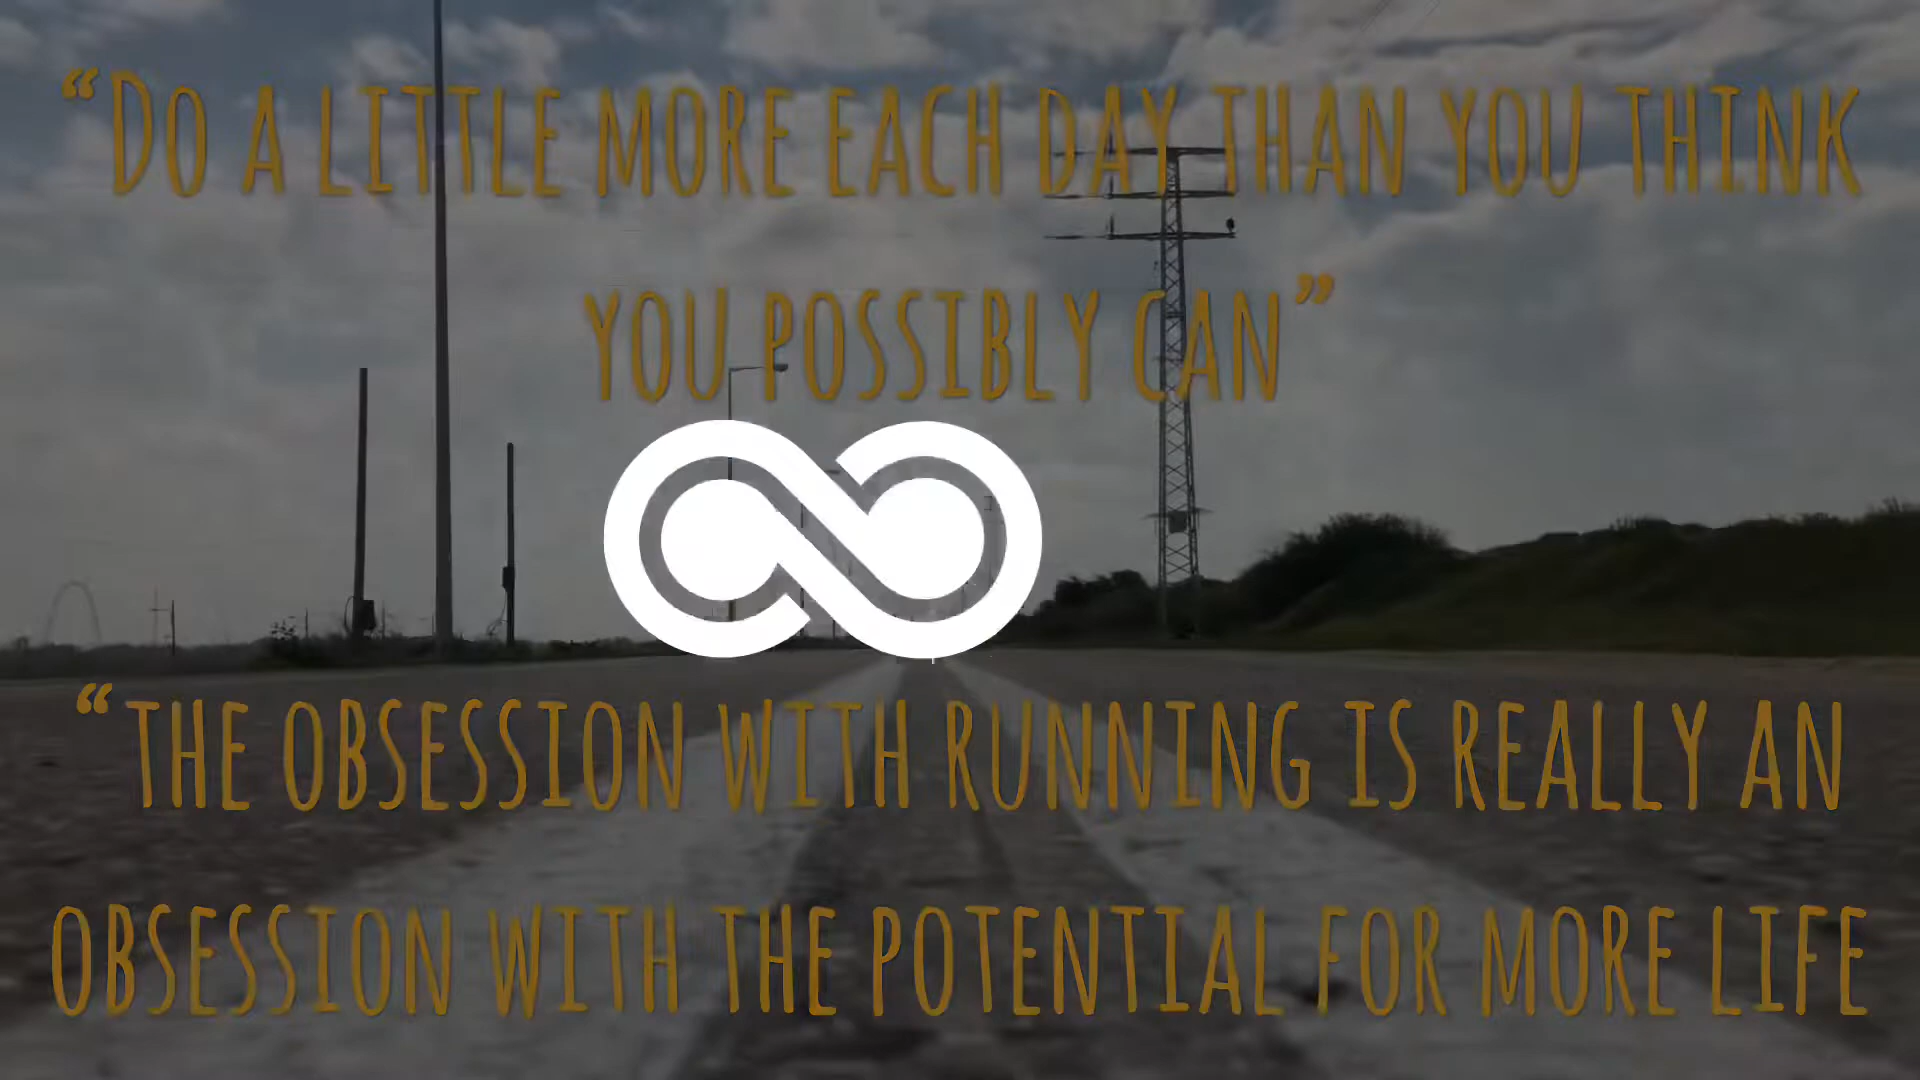 “DO A LITTLE MORE EACH DAY THAN YOU THINK
YOU POSSIBLY CAN”
“THE OBSESSION WITH RUNNING IS REALLY AN
OBSESSION WITH THE POTENTIAL FOR MORE LIFE